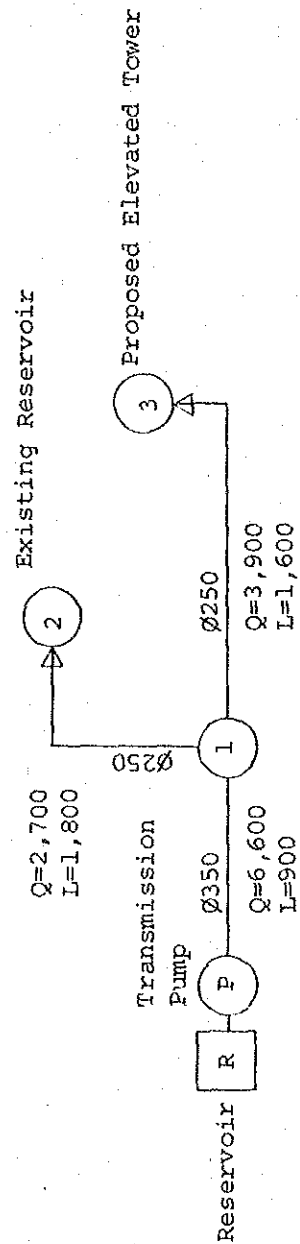 Existing Reservoir
2
Q=2,700
L=1,800
Ø250
Proposed Elevated Tower
3
Transmission
Pump
R
P
Ø350
1
Ø250
Reservoir
Q=6,600
L=900
Q=3,900
L=1,600